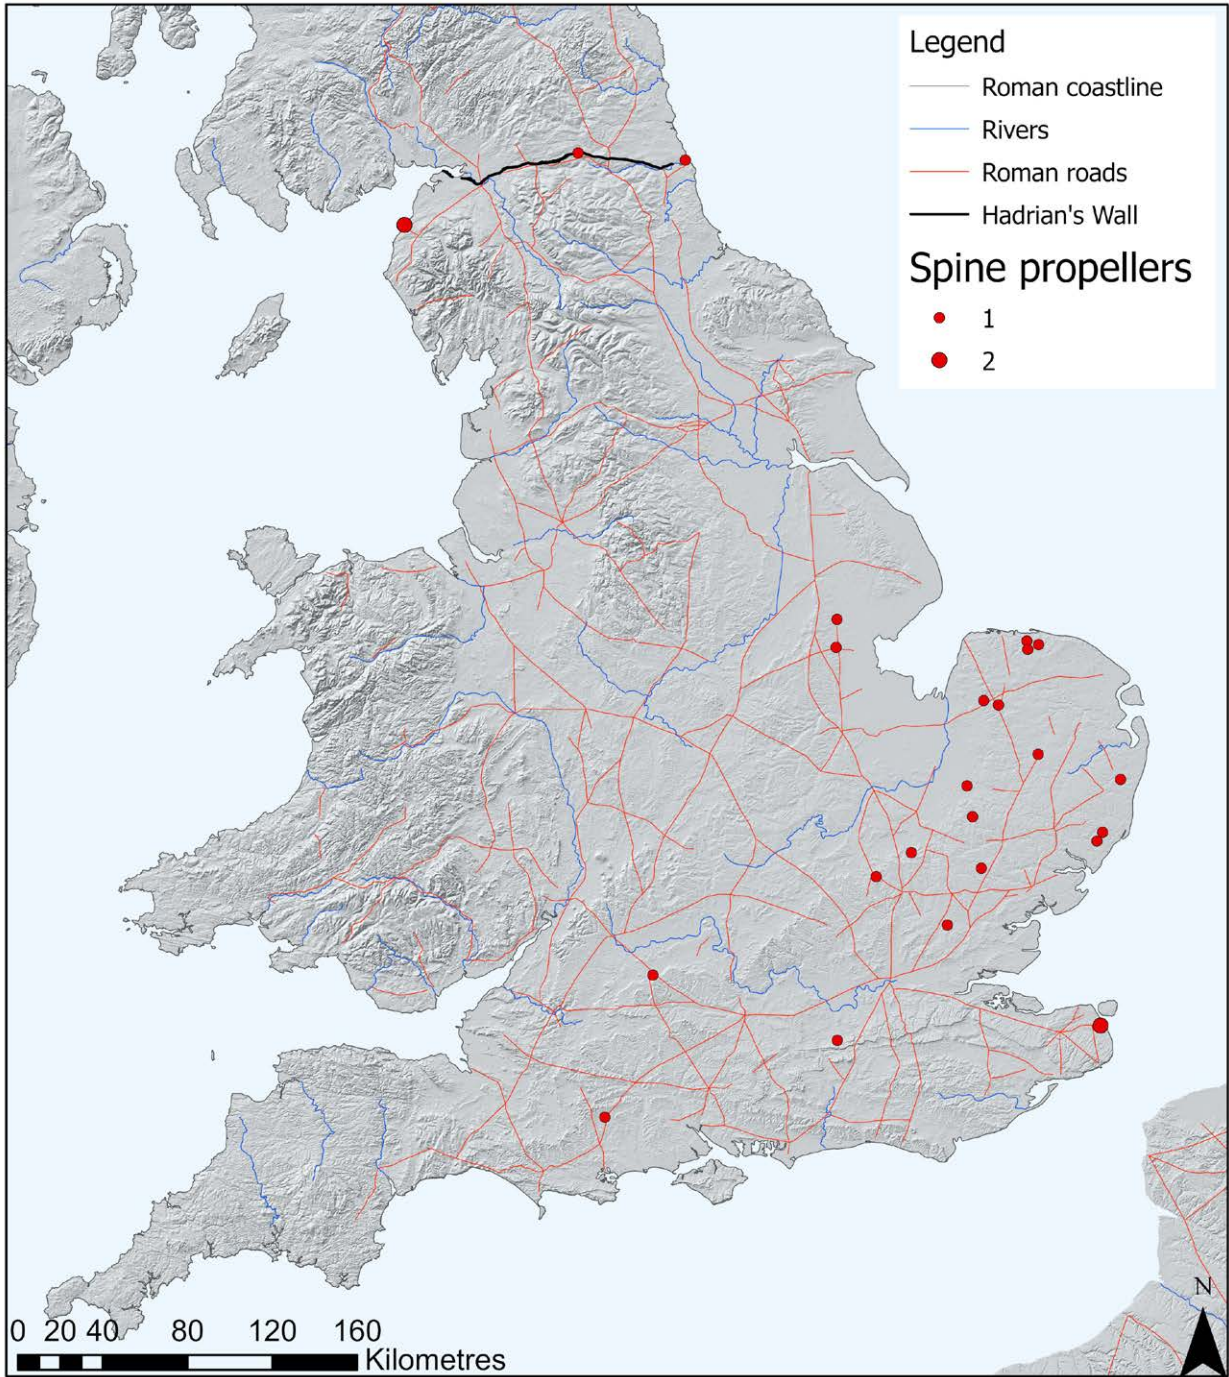 Legend
Roman coastline
Rivers
Roman roads
Hadrian's Wall
Spine propellers
1
2
N
0 20 40 80 120 160
Kilometres